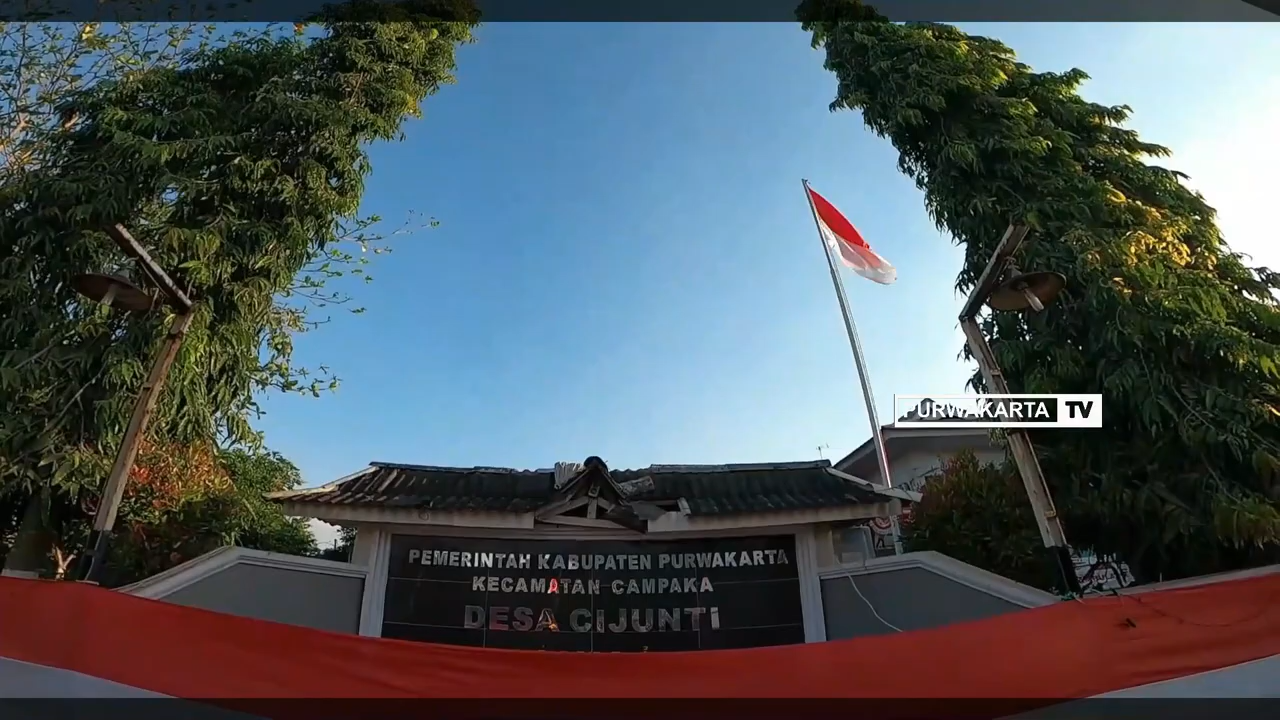 PURWAKARTA TV
PEMERINTAH KABUPATEN PURWAKARTA
KECAMATAN CAMPAKA
DESA CIJUNTI